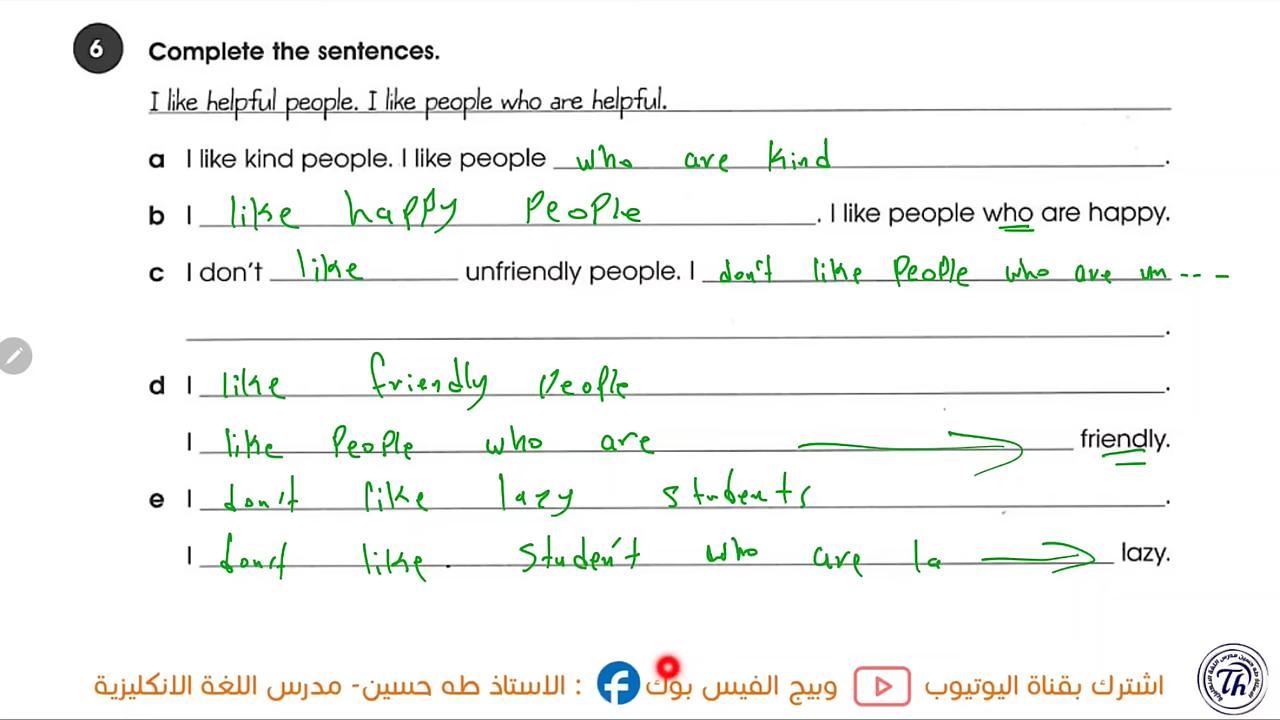 6 Complete the sentences.
I like helpful people. I like people who are helpful.
a I like kind people. I like people who are kind.
b I like happy People. I like people who are happy.
c I don't like unfriendly people. I don't like People who are un---
.
d I like friendly people.
I like People who are friendly.
e I don't like lazy students.
I don't like student's who are la lazy.
اشترك بقناة اليوتيوب وبيج الفيس بوك : الاستاذ طه حسين- مدرس اللغة الانكليزية
Th